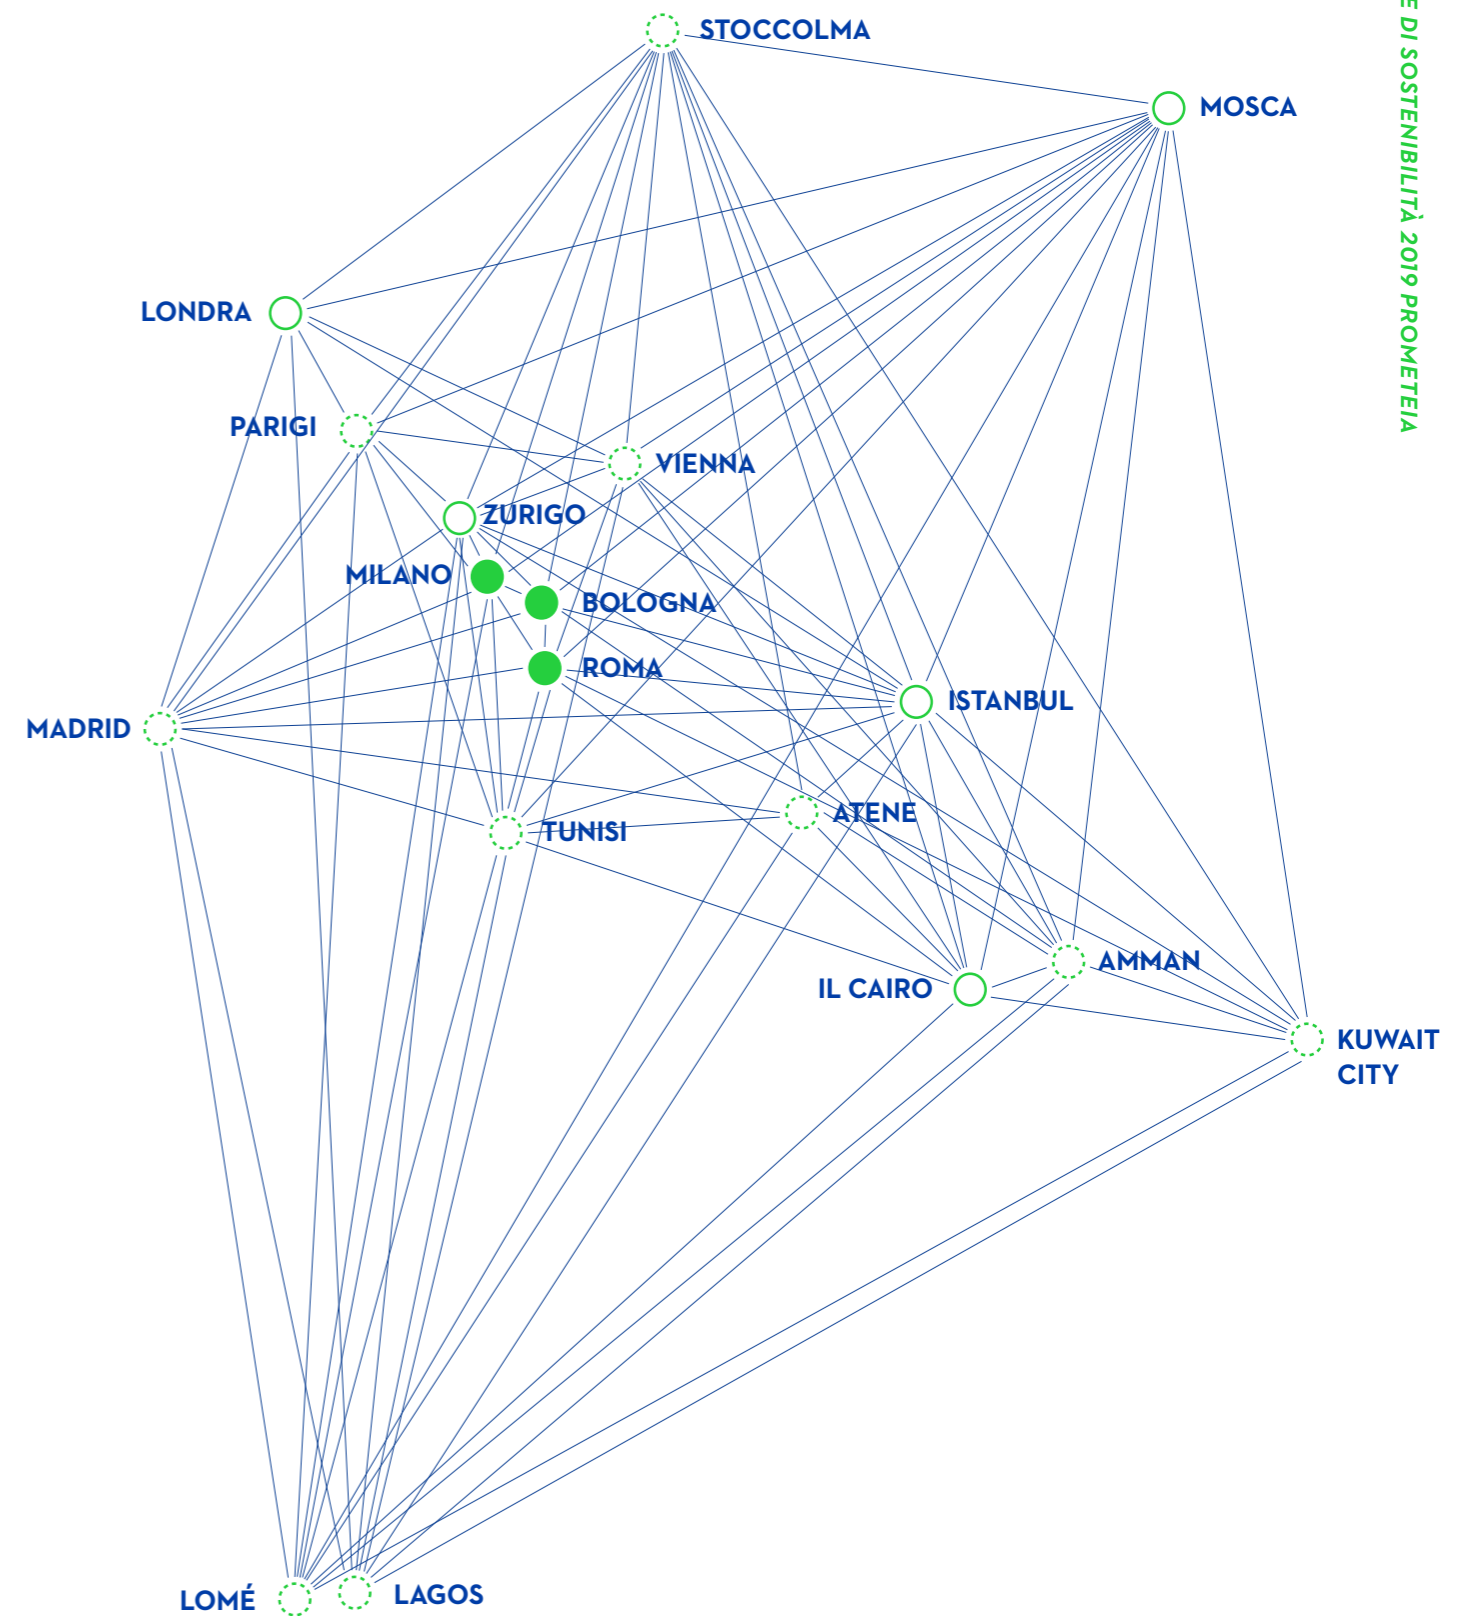 STOCCOLMA
MOSCA
E DI SOSTENIBILITÀ 2019 PROMETEIA
LONDRA
PARIGI
VIENNA
ZURIGO
MILANO
BOLOGNA
ROMA
ISTANBUL
MADRID
ATENE
TUNISI
AMMAN
IL CAIRO
KUWAIT
CITY
LOMÉ
LAGOS